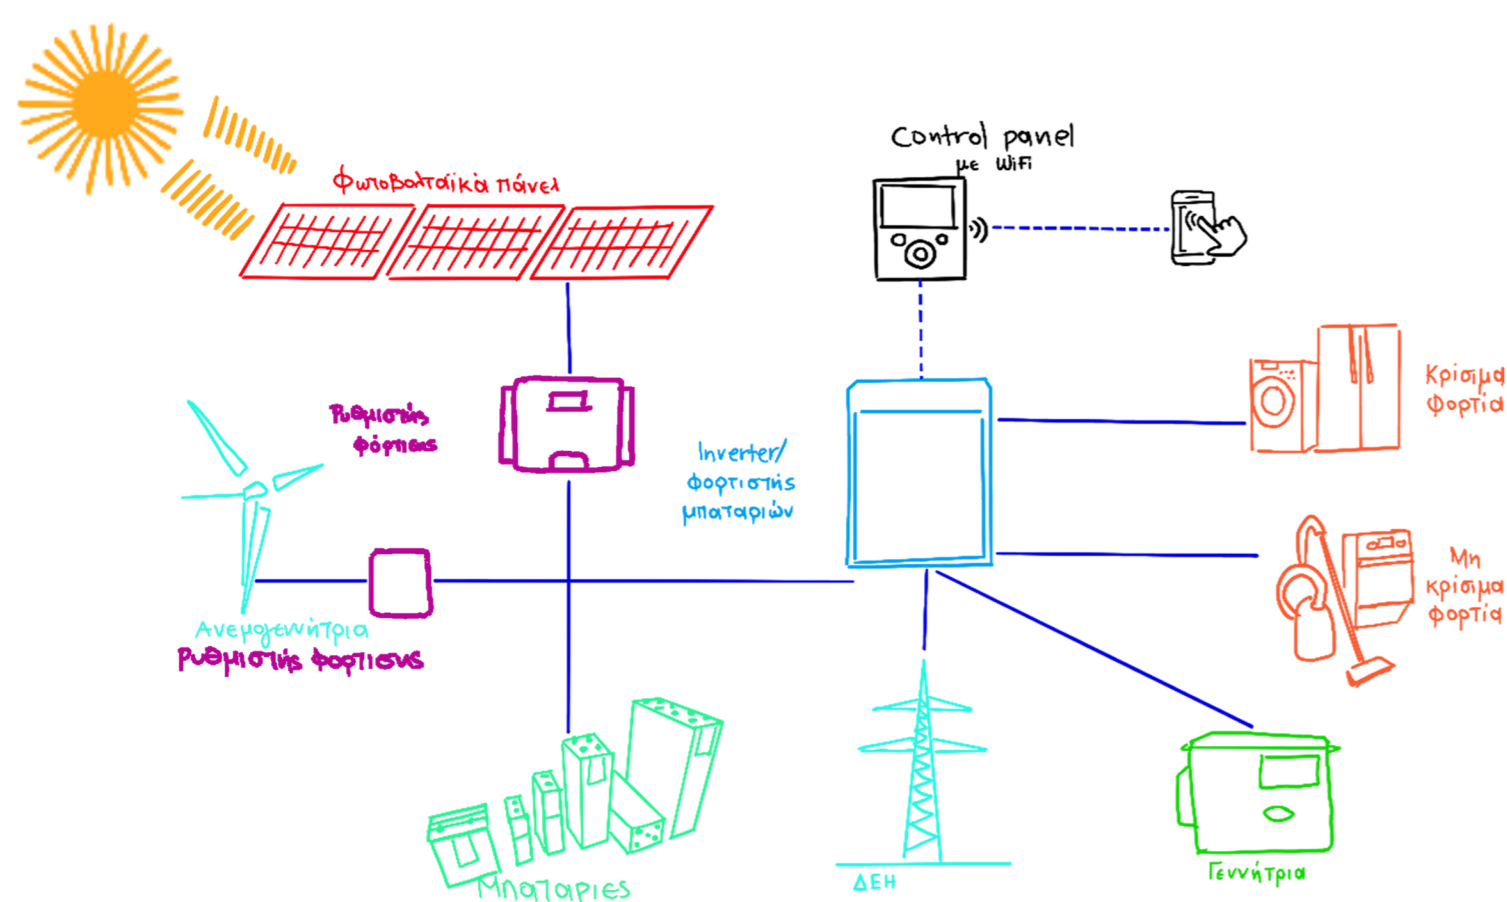 Control panel
με WiFi
Φωτοβολταϊκά πάνελ
Κρίσιμα
φορτία
Ρυθμιστής
φόρτισης
Inverter/
φορτιστής
μπαταριών
Μη
κρίσιμα
φορτία
Ανεμογεννήτρια
Ρυθμιστής φορτισης
Γεννήτρια
ΔΕΗ
Μπαταριες